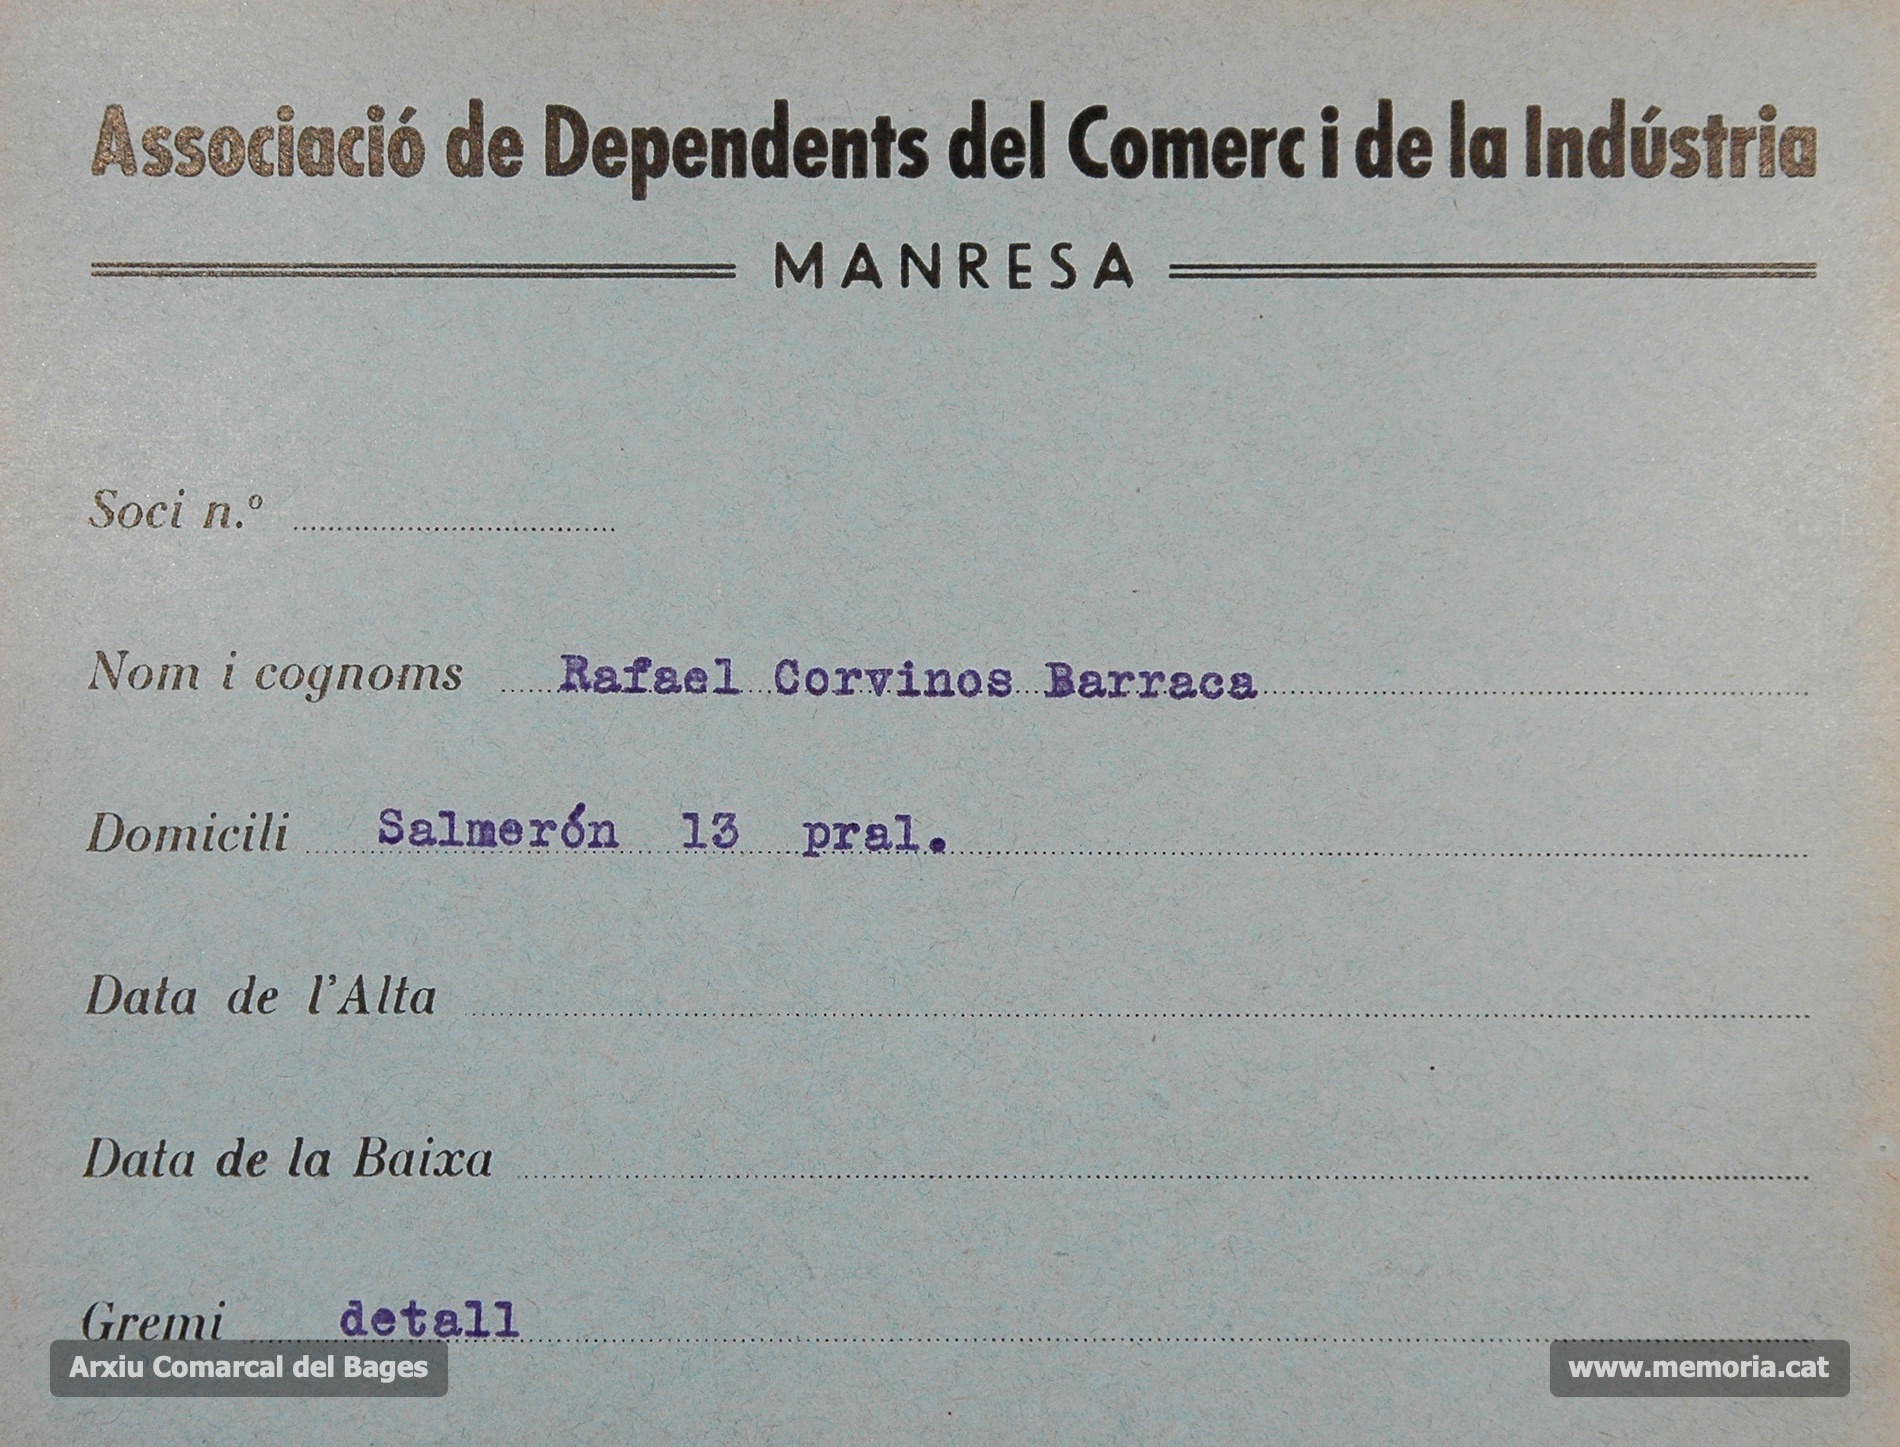 Associació de Dependents del Comerc i de la Indústria
MANRESA
Soci n.º
Nom i cognoms Rafael Corvinos Barraca
Domicili Salmerón 13 pral.
Data de l'Alta
Data de la Baixa
Gremi detall
Arxiu Comarcal del Bages
www.memoria.cat